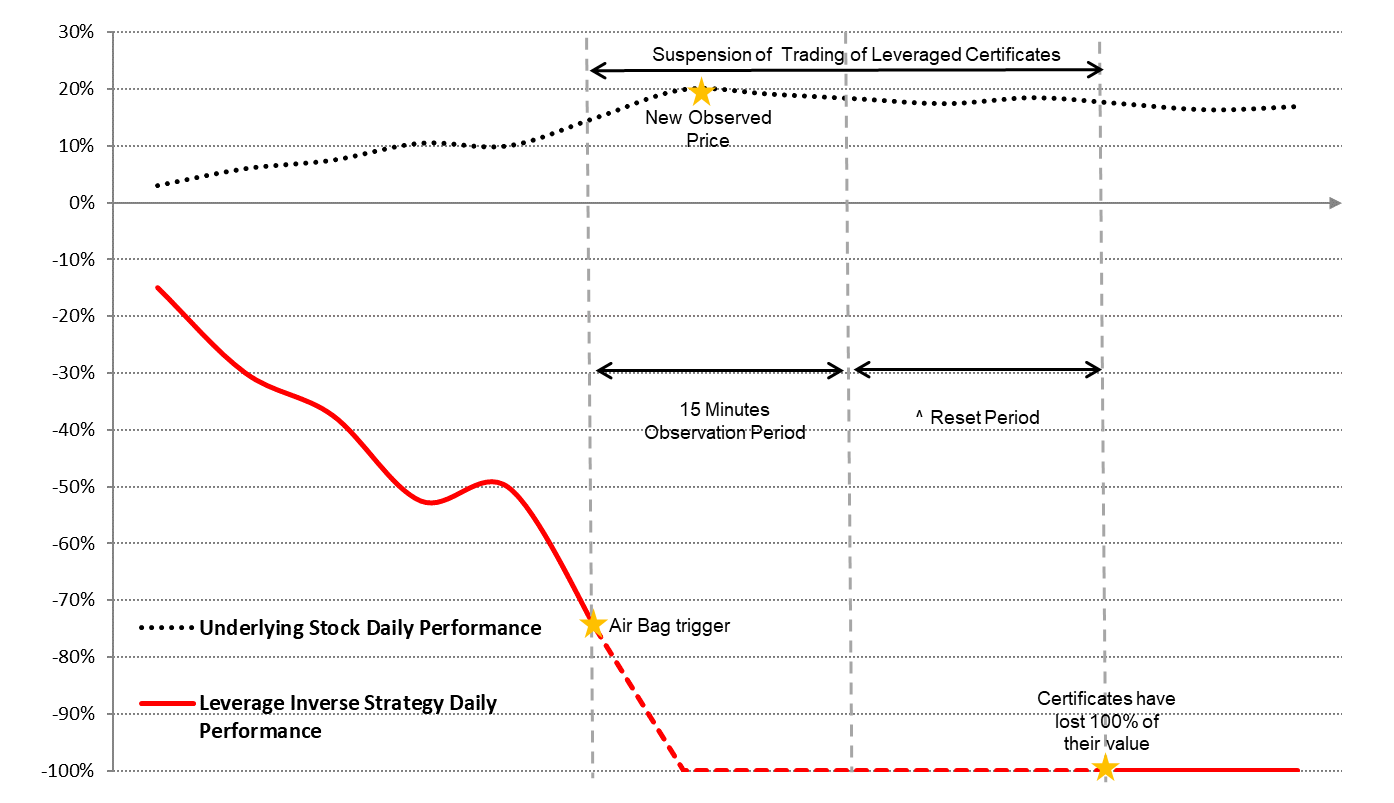 30%
Suspension of Trading of Leveraged Certificates
20%
New Observed
Price
10%
0%
-10%
-20%
-30%
15 Minutes
Observation Period
^ Reset Period
-40%
-50%
-60%
-70%
Underlying Stock Daily Performance
Air Bag trigger
-80%
Leverage Inverse Strategy Daily
Performance
Certificates have
lost 100% of
their value
-90%
-100%